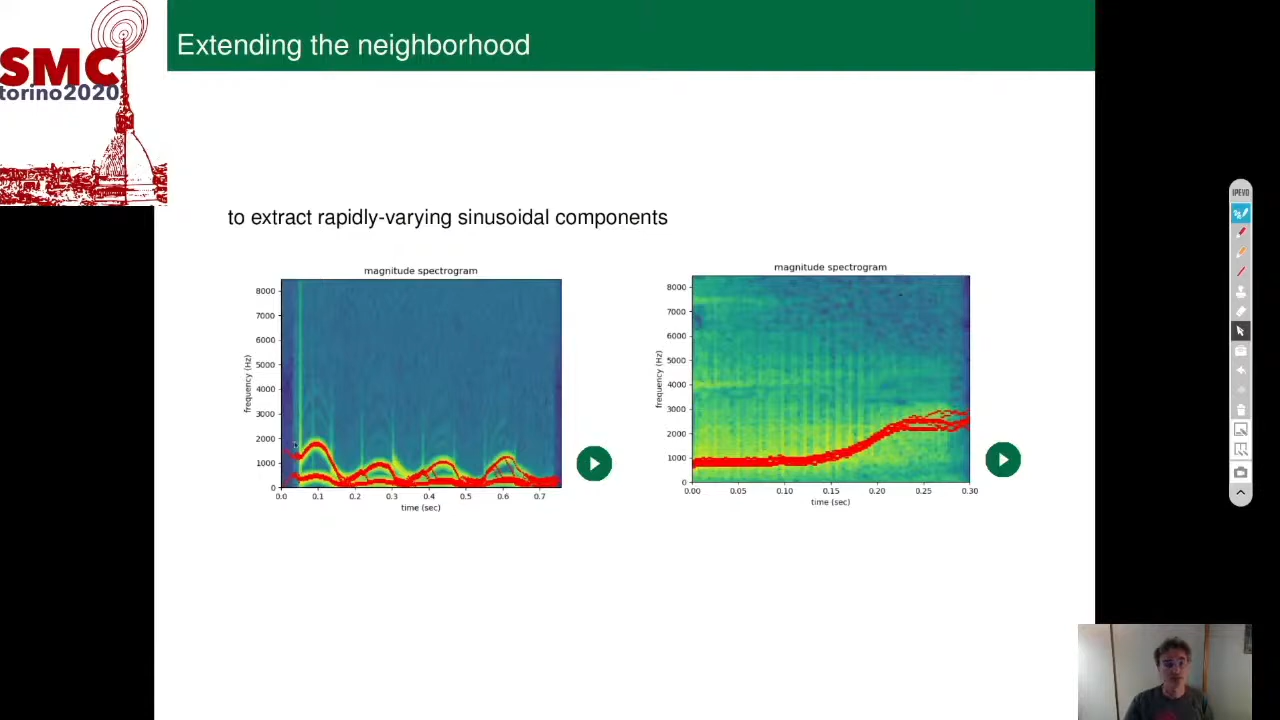 SMC
torino2020
Extending the neighborhood
to extract rapidly-varying sinusoidal components
magnitude spectrogram
8000
7000
6000
5000
4000
3000
2000
1000
0
frequency (Hz)
0.0 0.1 0.2 0.3 0.4 0.5 0.6 0.7
time (sec)
magnitude spectrogram
8000
7000
6000
5000
4000
3000
2000
1000
0
frequency (Hz)
0.00 0.05 0.10 0.15 0.20 0.25 0.30
time (sec)
IPEVO